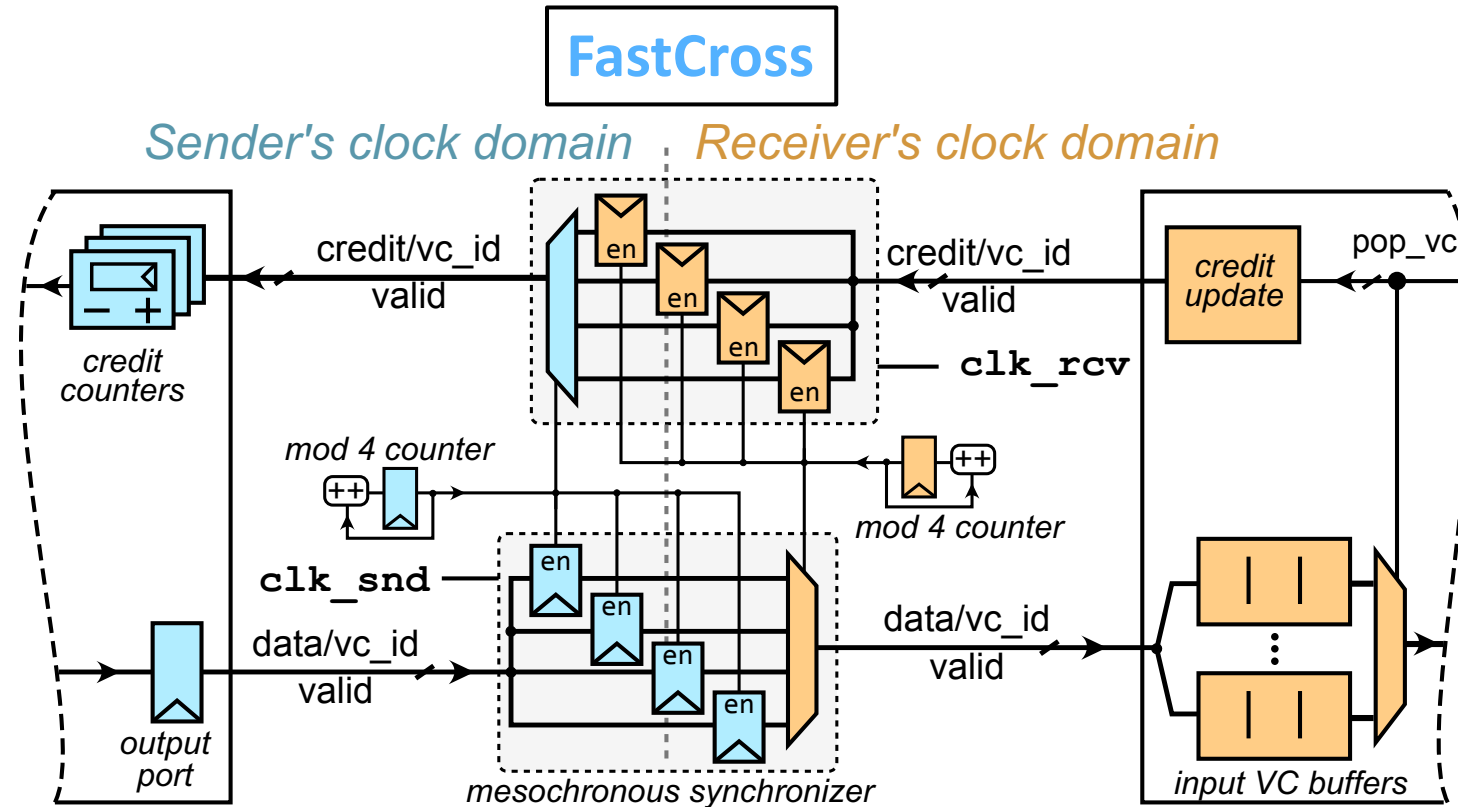 FastCross
Sender's clock domain
Receiver's clock domain
credit/vc_id
valid
en
en
en
en
credit/vc_id
valid
credit
update
pop_vc
- +
credit
counters
clk_rcv
mod 4 counter
++
++
mod 4 counter
clk_snd
en
en
en
en
data/vc_id
valid
data/vc_id
valid
output
port
mesochronous synchronizer
input VC buffers